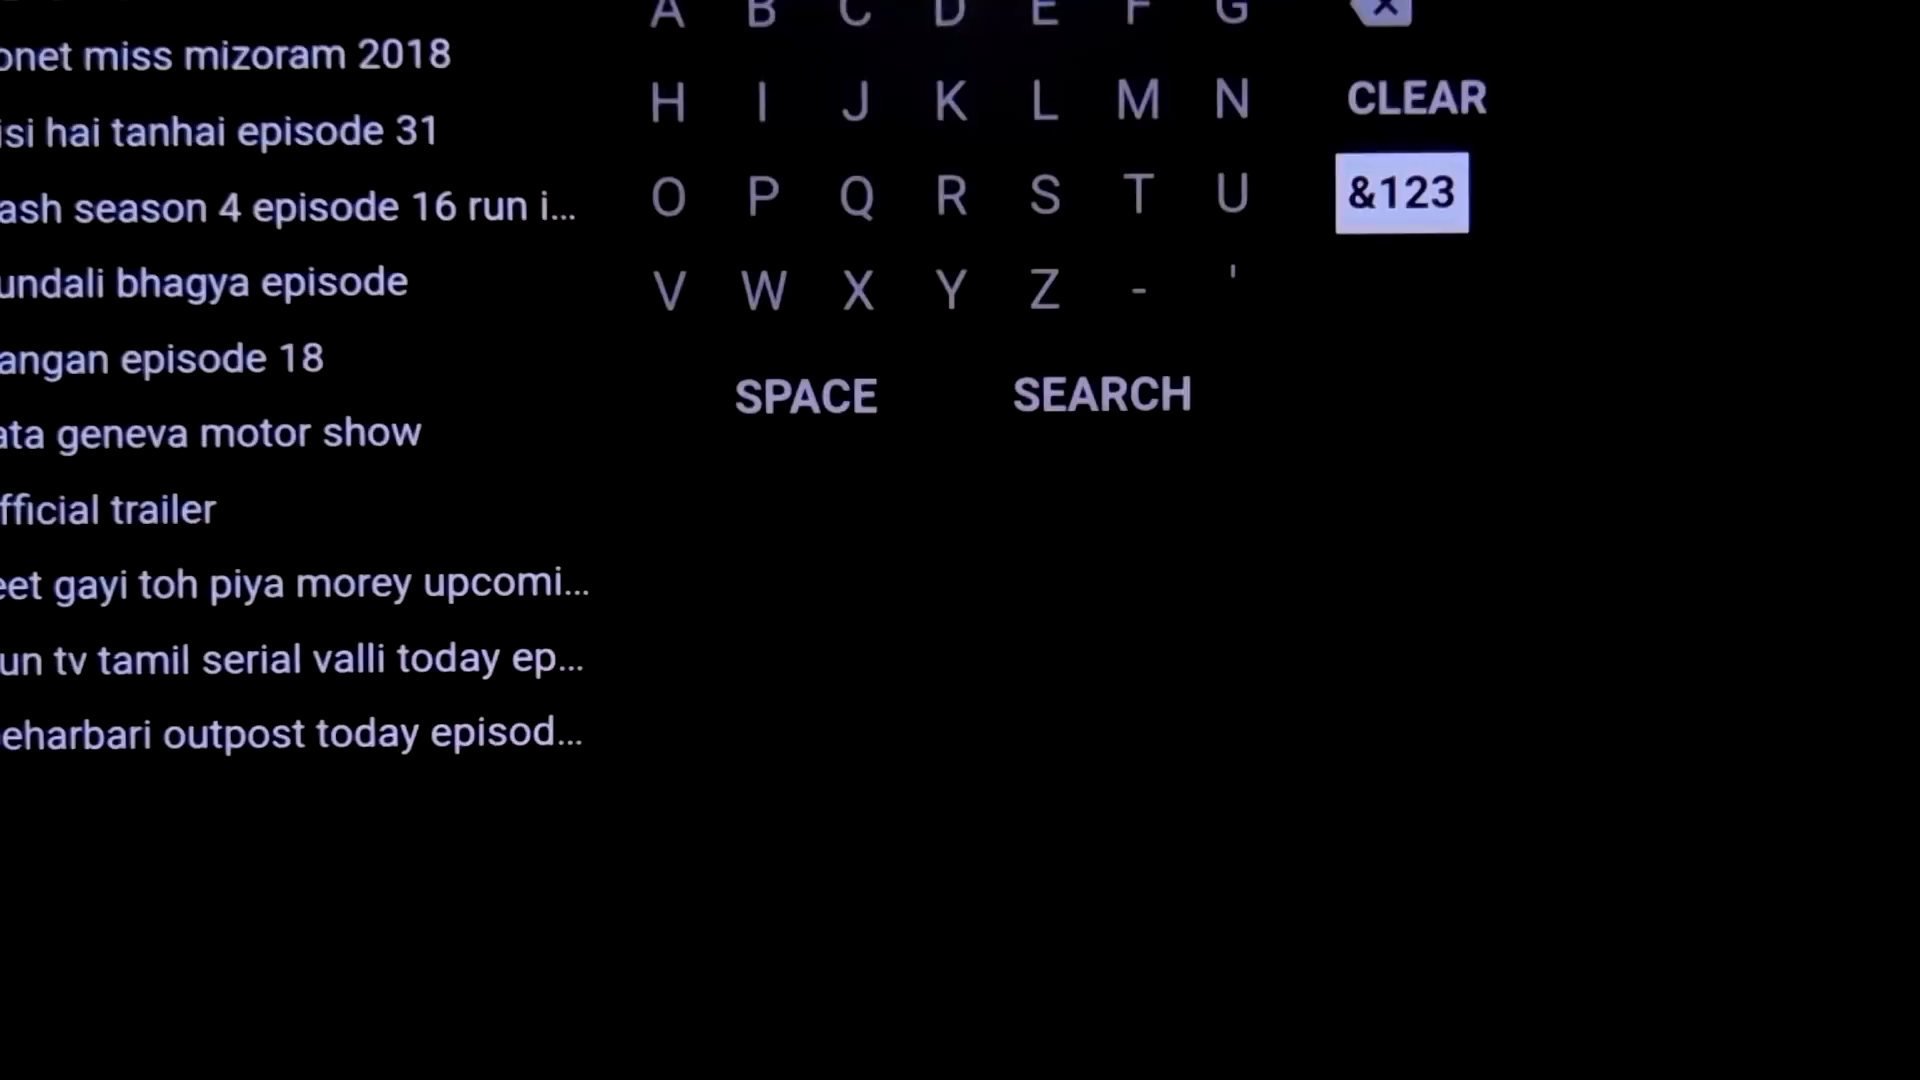 A B C D E F G
onet miss mizoram 2018
H I J K L M N CLEAR
isi hai tanhai episode 31
O P Q R S T U &123
ash season 4 episode 16 run i...
V W X Y Z - '
undali bhagya episode
angan episode 18
SPACE SEARCH
ata geneva motor show
fficial trailer
eet gayi toh piya morey upcomi...
un tv tamil serial valli today ep...
eharbari outpost today episod...